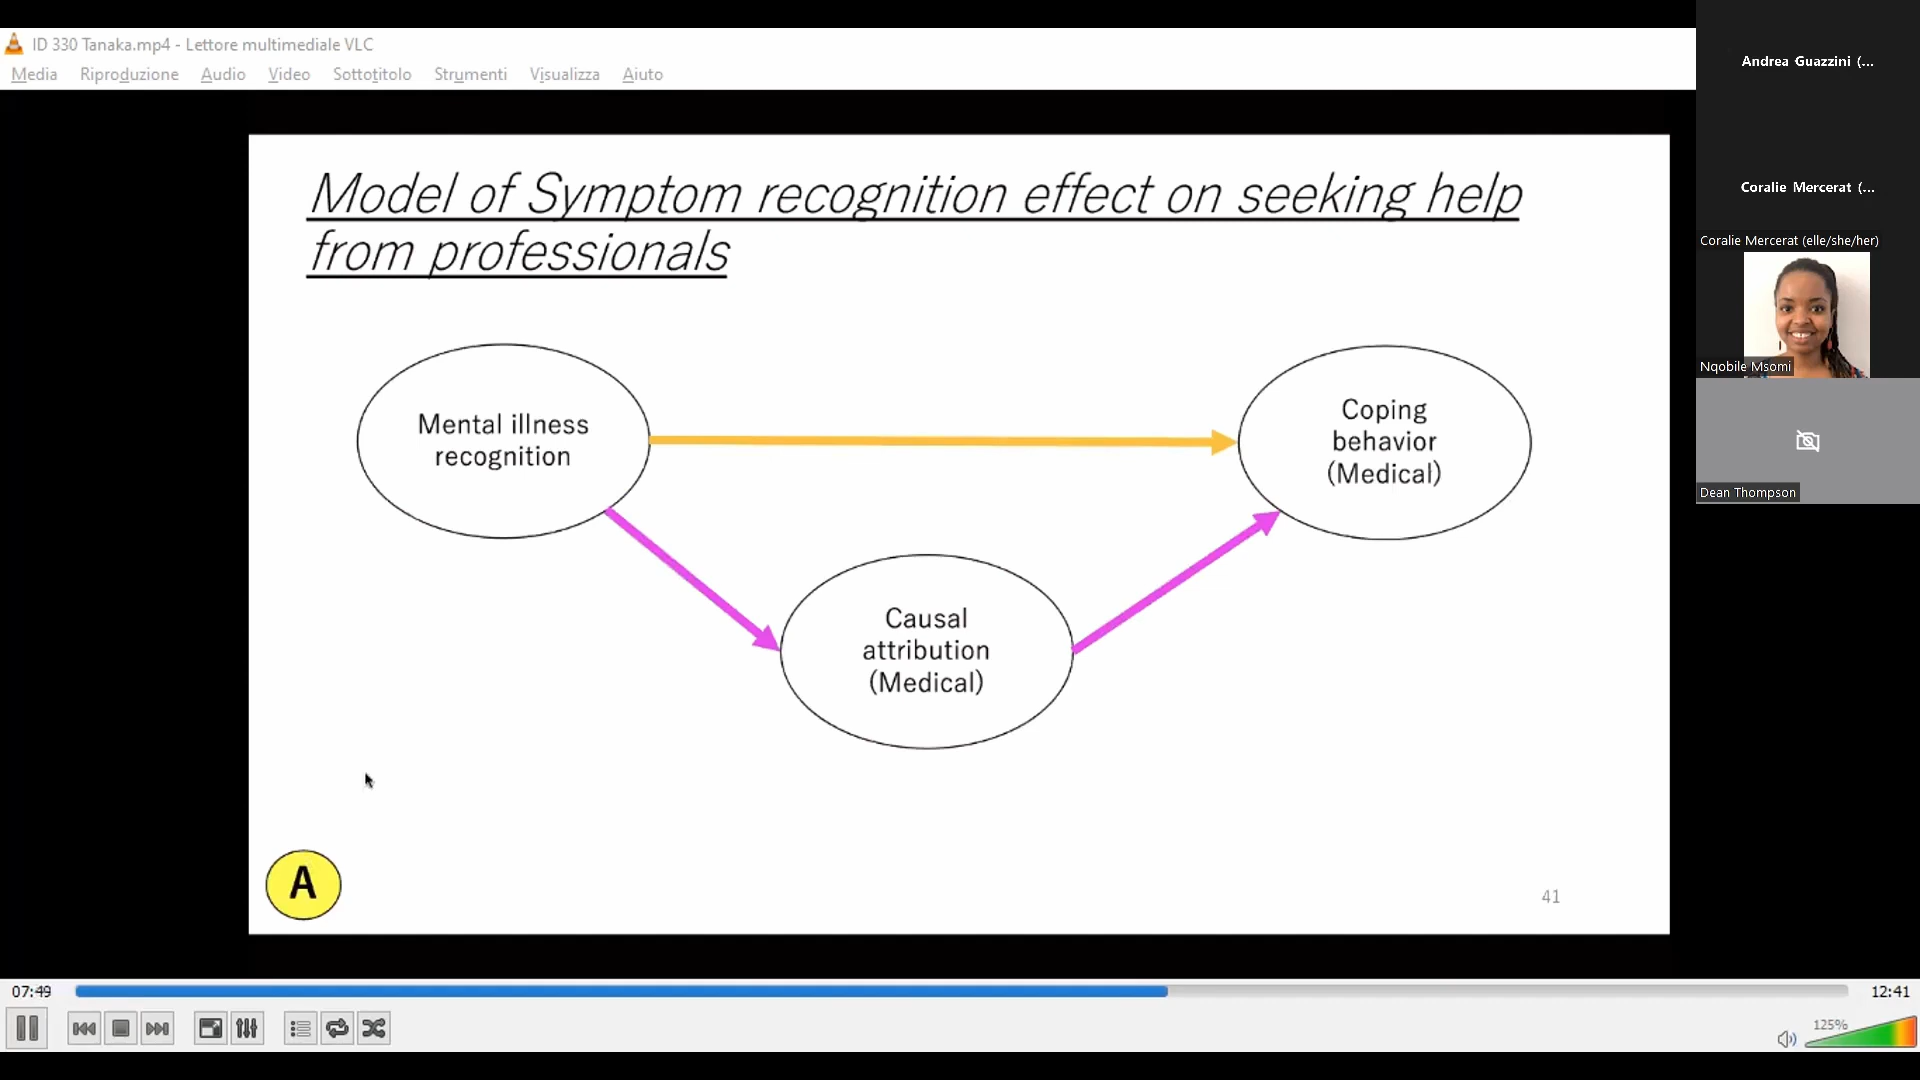 ID 330 Tanaka.mp4 - Lettore multimediale VLC
Media Riproduzione Audio Video Sottotitolo Strumenti Visualizza Aiuto
Model of Symptom recognition effect on seeking help
from professionals
Mental illness
recognition
Coping
behavior
(Medical)
Causal
attribution
(Medical)
A
41
07:49
12:41
125%
Andrea Guazzini (...
Coralie Mercerat (...
Coralie Mercerat (elle/she/her)
Nqobile Msomi
Dean Thompson